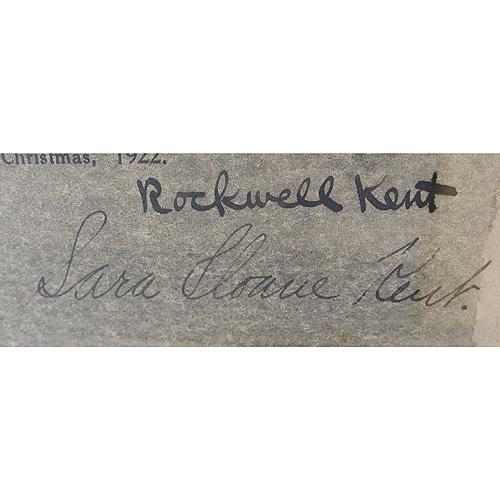 Christmas, 1922.
Rockwell Kent
Sara Sloane Kent.